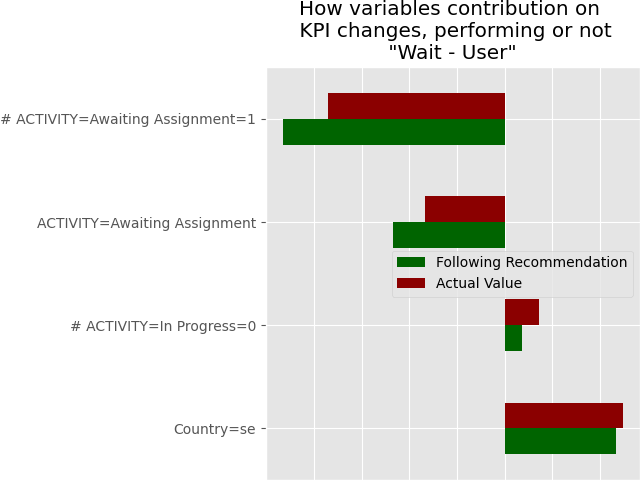 How variables contribution on
KPI changes, performing or not
"Wait - User"
# ACTIVITY=Awaiting Assignment=1
ACTIVITY=Awaiting Assignment
Following Recommendation
Actual Value
# ACTIVITY=In Progress=0
Country=se